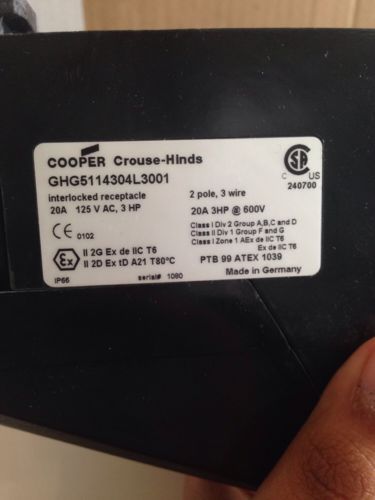 COOPER Crouse-Hinds
GHG5114304L3001
interlocked receptacle 2 pole, 3 wire
20A 125 V AC, 3 HP 20A 3HP @ 600V
C US
240700
Class I Div 2 Group A,B,C and D
Class II Div 1 Group F and G
Class I Zone 1 AEx de IIC T6
Ex de IIC T6
CE 0102
Ex II 2G Ex de IIC T6
II 2D Ex tD A21 T80°C
PTB 99 ATEX 1039
IP66 serial# 1080 Made in Germany